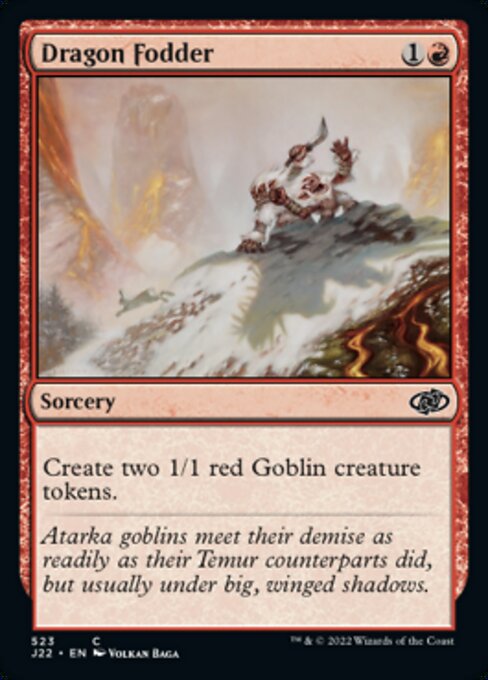 Dragon Fodder 1
Sorcery
Create two 1/1 red Goblin creature
tokens.
Atarka goblins meet their demise as
readily as their Temur counterparts did,
but usually under big, winged shadows.
523 C
J22 • EN Volkan Baga
™ & © 2022 Wizards of the Coast